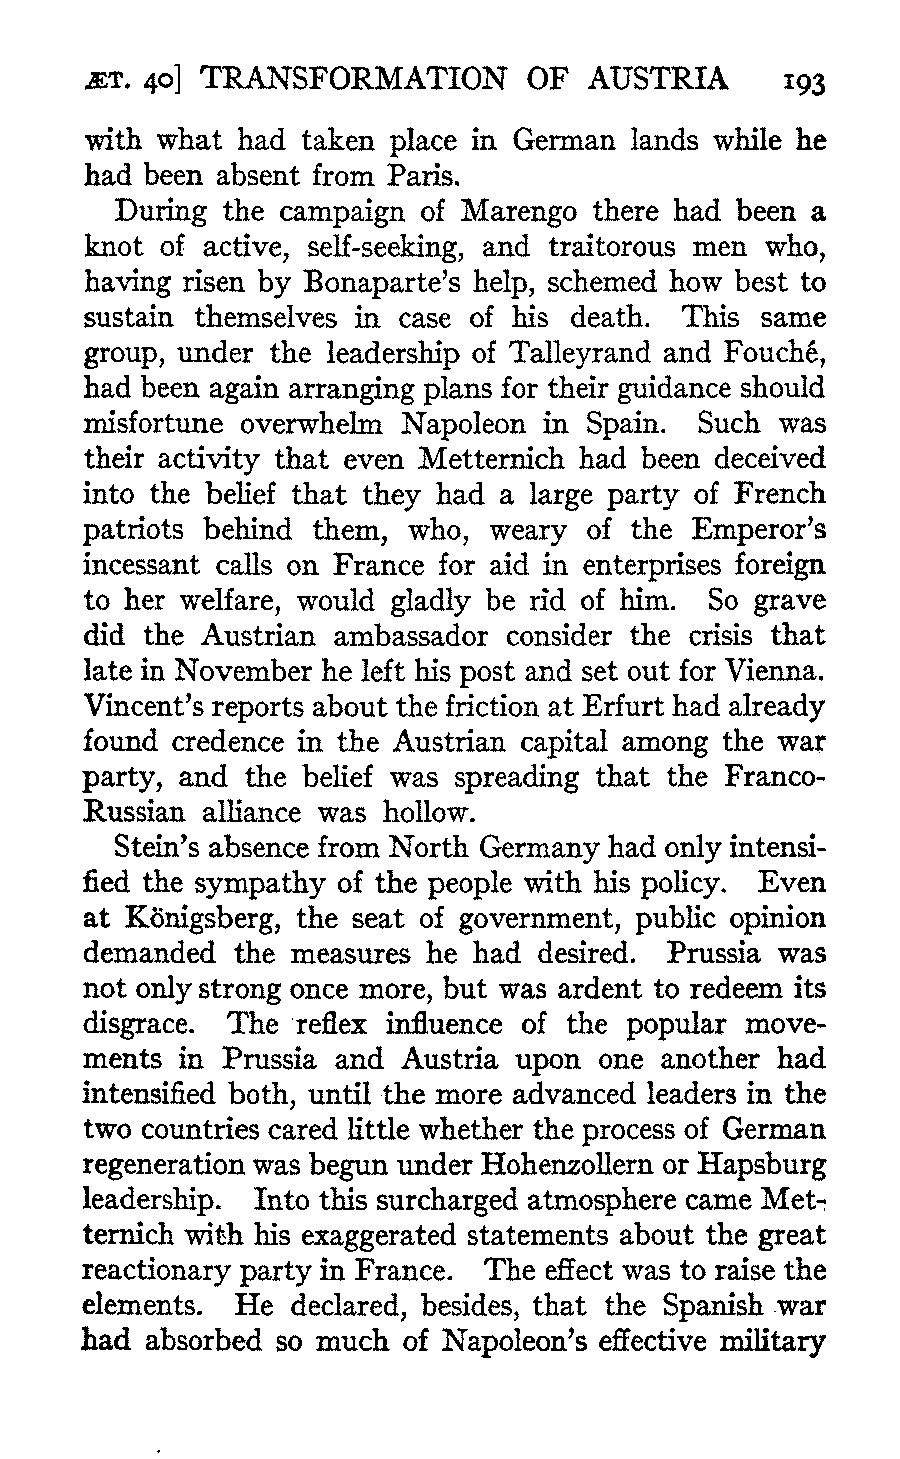 ÆT. 40] TRANSFORMATION OF AUSTRIA 193
with what had taken place in German lands while he
had been absent from Paris.
During the campaign of Marengo there had been a
knot of active, self-seeking, and traitorous men who,
having risen by Bonaparte's help, schemed how best to
sustain themselves in case of his death. This same
group, under the leadership of Talleyrand and Fouché,
had been again arranging plans for their guidance should
misfortune overwhelm Napoleon in Spain. Such was
their activity that even Metternich had been deceived
into the belief that they had a large party of French
patriots behind them, who, weary of the Emperor's
incessant calls on France for aid in enterprises foreign
to her welfare, would gladly be rid of him. So grave
did the Austrian ambassador consider the crisis that
late in November he left his post and set out for Vienna.
Vincent's reports about the friction at Erfurt had already
found credence in the Austrian capital among the war
party, and the belief was spreading that the Franco-
Russian alliance was hollow.
Stein's absence from North Germany had only intensi-
fied the sympathy of the people with his policy. Even
at Königsberg, the seat of government, public opinion
demanded the measures he had desired. Prussia was
not only strong once more, but was ardent to redeem its
disgrace. The reflex influence of the popular move-
ments in Prussia and Austria upon one another had
intensified both, until the more advanced leaders in the
two countries cared little whether the process of German
regeneration was begun under Hohenzollern or Hapsburg
leadership. Into this surcharged atmosphere came Met-
ternich with his exaggerated statements about the great
reactionary party in France. The effect was to raise the
elements. He declared, besides, that the Spanish war
had absorbed so much of Napoleon's effective military